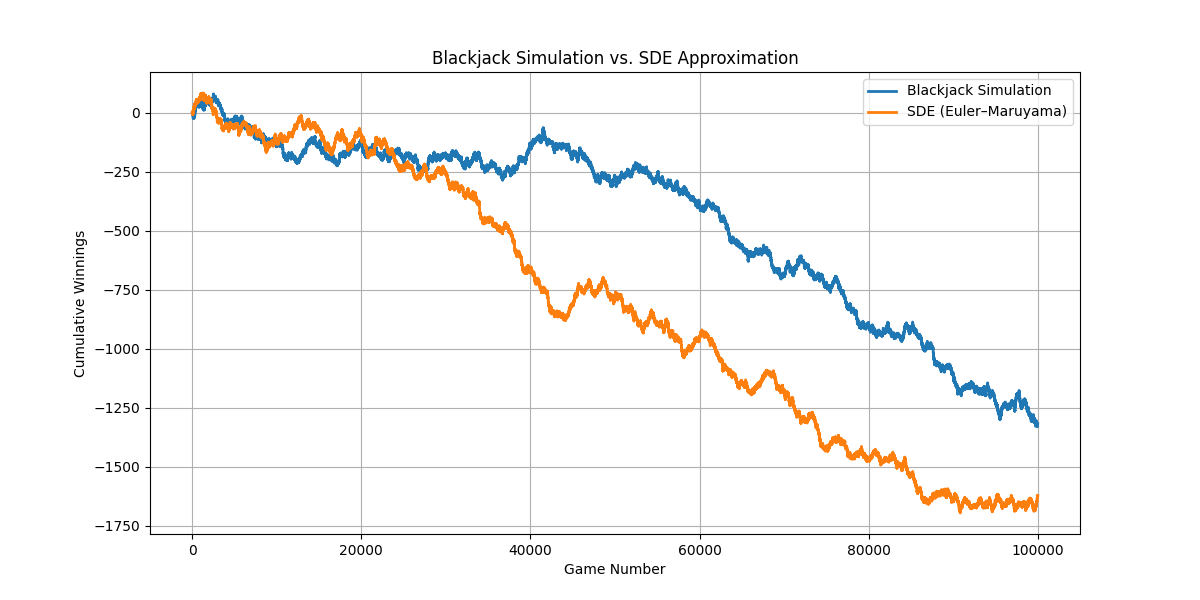 Blackjack Simulation vs. SDE Approximation
Blackjack Simulation
SDE (Euler–Maruyama)
Cumulative Winnings
0
−250
−500
−750
−1000
−1250
−1500
−1750
0
20000
40000
60000
80000
100000
Game Number